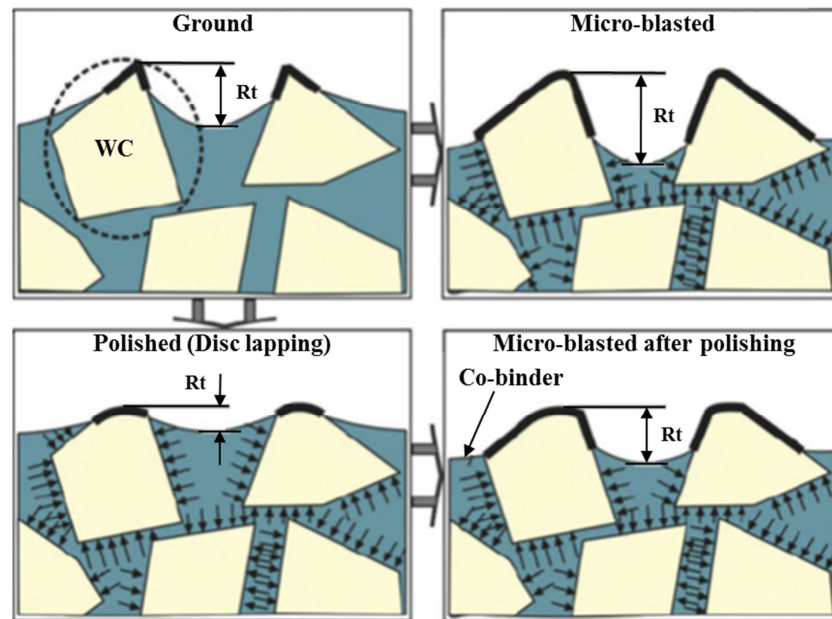 Ground
Rt
WC
Micro-blasted
Rt
Polished (Disc lapping)
Rt
Micro-blasted after polishing
Co-binder
Rt